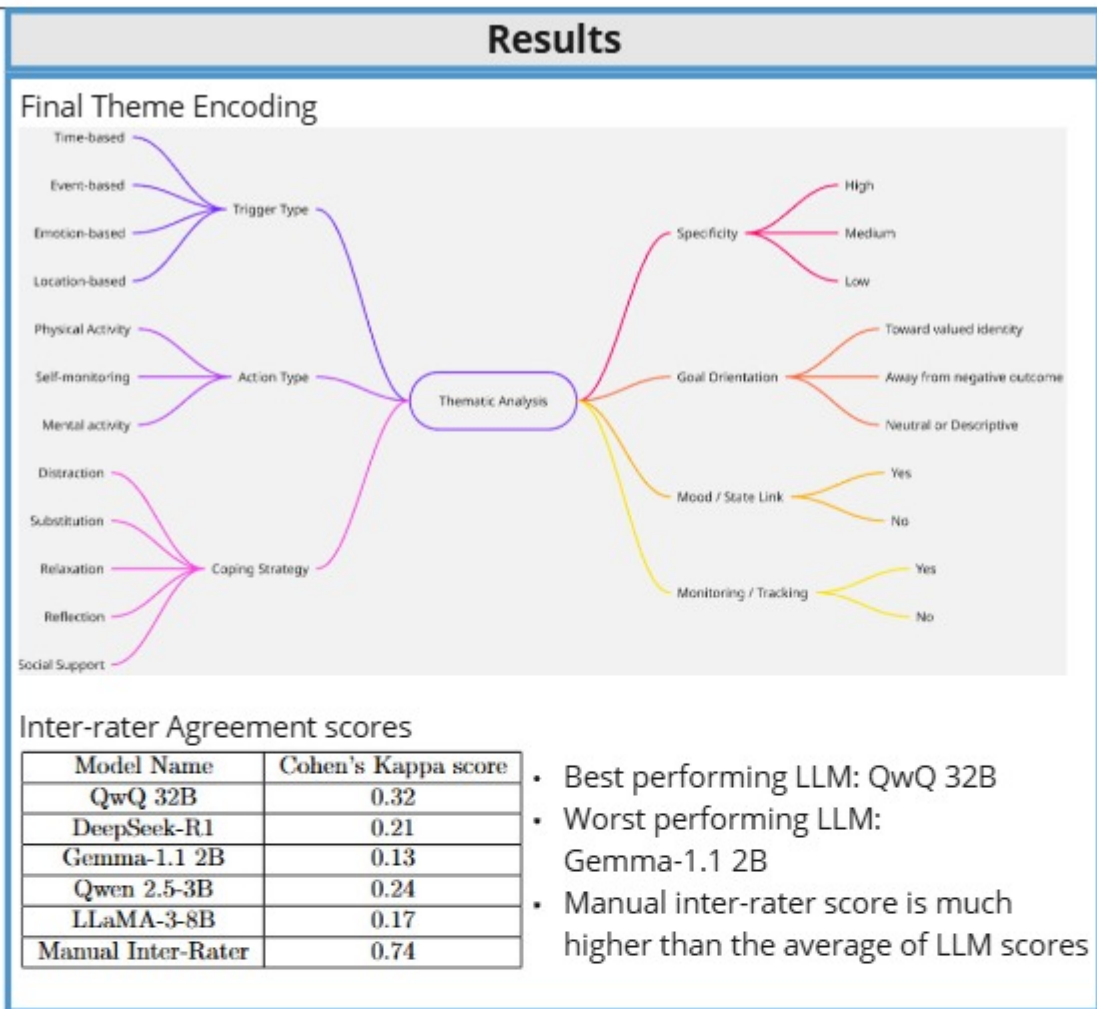 Results
Final Theme Encoding
Time-based
Event-based
Emotion-based
Location-based
Trigger Type
Physical Activity
Self-monitoring
Mental activity
Action Type
Distraction
Substitution
Relaxation
Reflection
Social Support
Coping Strategy
Thematic Analysis
Specificity
High
Medium
Low
Goal Orientation
Toward valued identity
Away from negative outcome
Neutral or Descriptive
Mood / State Link
Yes
No
Monitoring / Tracking
Yes
No
Inter-rater Agreement scores
Model Name Cohen's Kappa score
QwQ 32B 0.32
DeepSeek-R1 0.21
Gemma-1.1 2B 0.13
Qwen 2.5-3B 0.24
LLaMA-3-8B 0.17
Manual Inter-Rater 0.74
• Best performing LLM: QwQ 32B
• Worst performing LLM:
Gemma-1.1 2B
• Manual inter-rater score is much
higher than the average of LLM scores